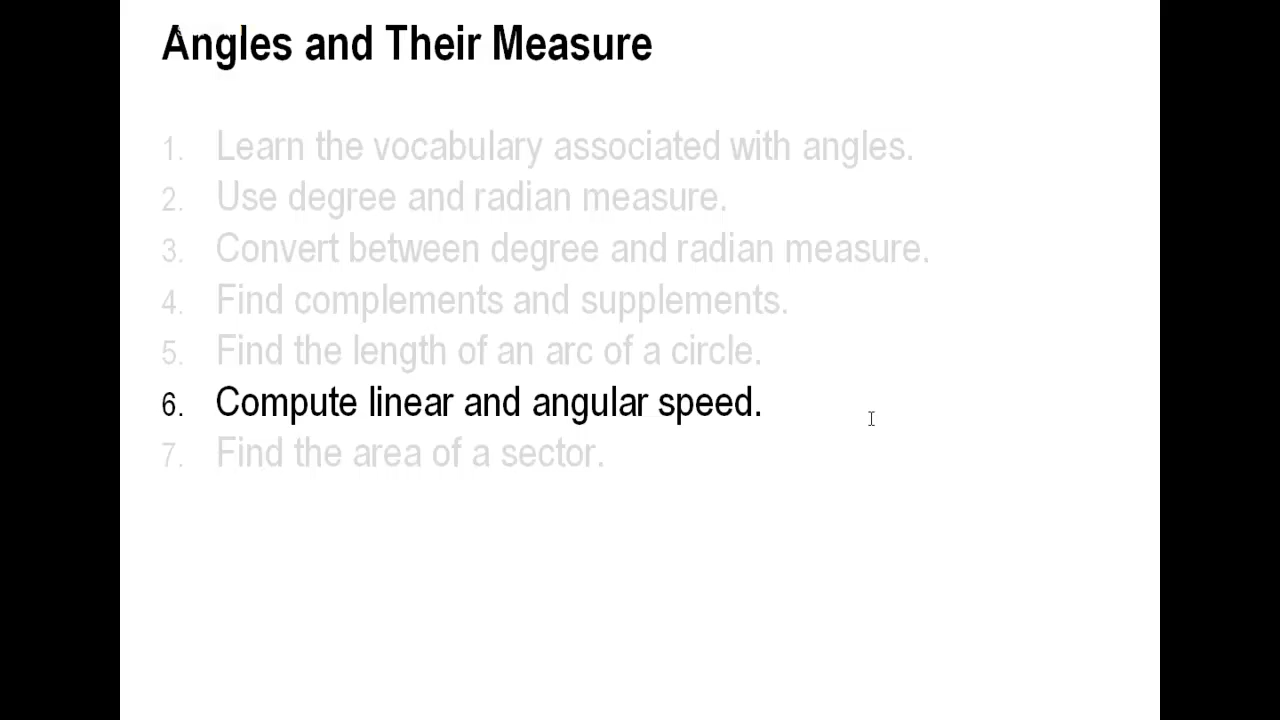 Angles and Their Measure
1. Learn the vocabulary associated with angles.
2. Use degree and radian measure.
3. Convert between degree and radian measure.
4. Find complements and supplements.
5. Find the length of an arc of a circle.
6. Compute linear and angular speed.
7. Find the area of a sector.